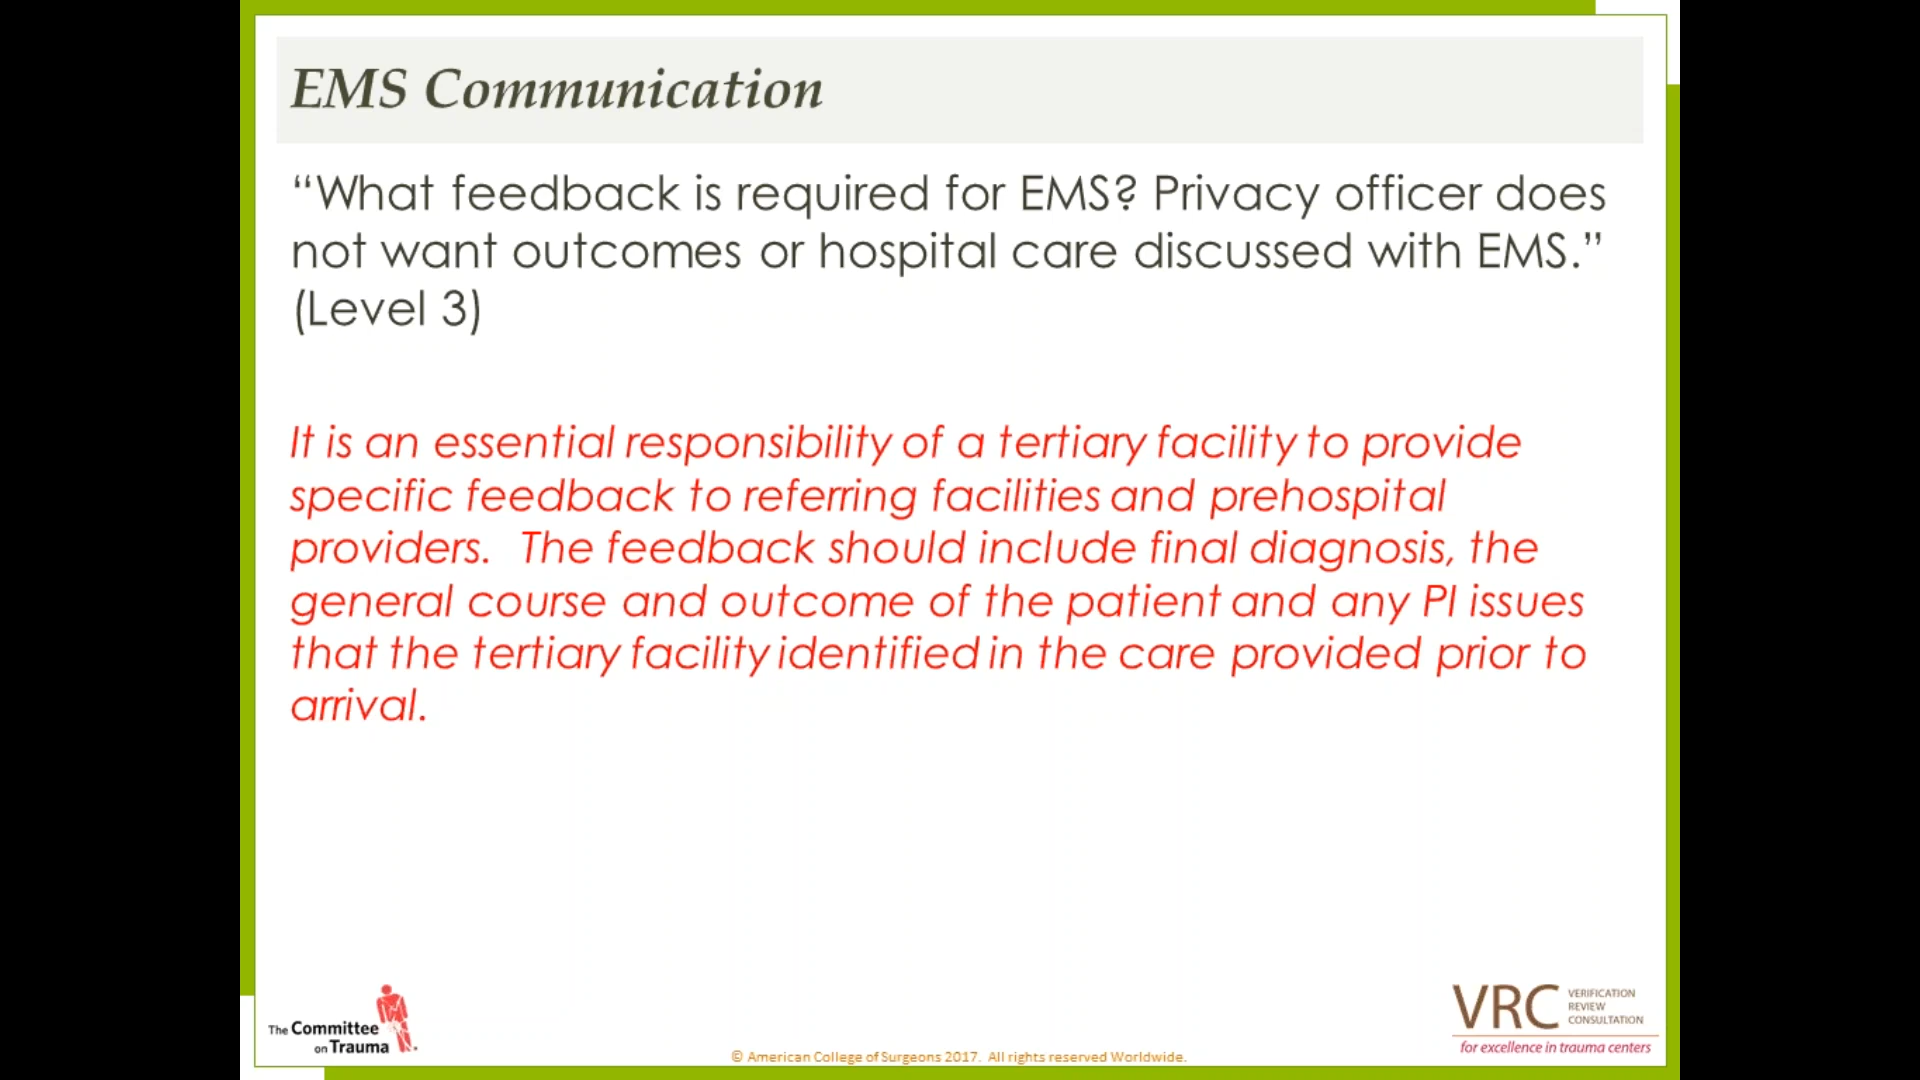 EMS Communication
“What feedback is required for EMS? Privacy officer does
not want outcomes or hospital care discussed with EMS.”
(Level 3)
It is an essential responsibility of a tertiary facility to provide
specific feedback to referring facilities and prehospital
providers.  The feedback should include final diagnosis, the
general course and outcome of the patient and any PI issues
that the tertiary facility identified in the care provided prior to
arrival.
The Committee
on Trauma
© American College of Surgeons 2017.  All rights reserved Worldwide.
VRC
VERIFICATION
REVIEW
CONSULTATION
for excellence in trauma centers